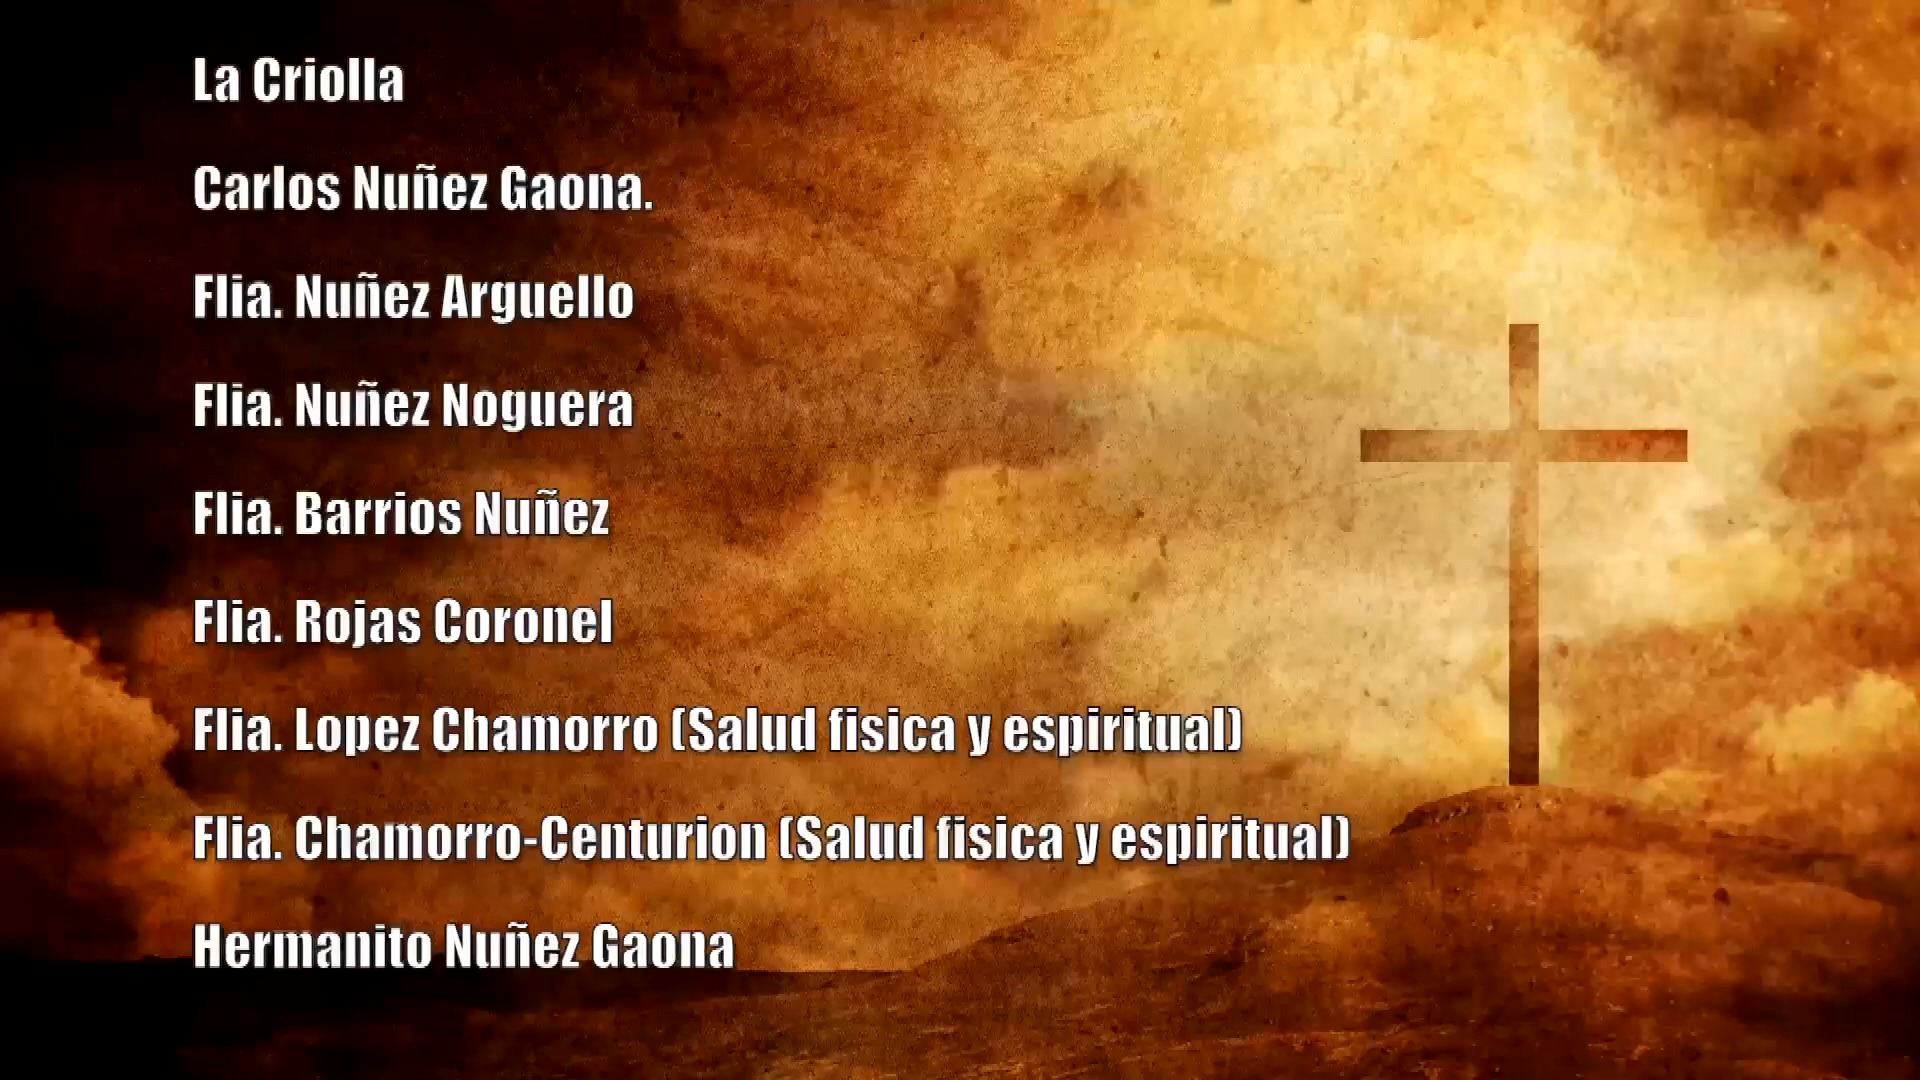 La Criolla
Carlos Nuñez Gaona.
Flia. Nuñez Arguello
Flia. Nuñez Noguera
Flia. Barrios Nuñez
Flia. Rojas Coronel
Flia. Lopez Chamorro (Salud fisica y espiritual)
Flia. Chamorro-Centurion (Salud fisica y espiritual)
Hermanito Nuñez Gaona